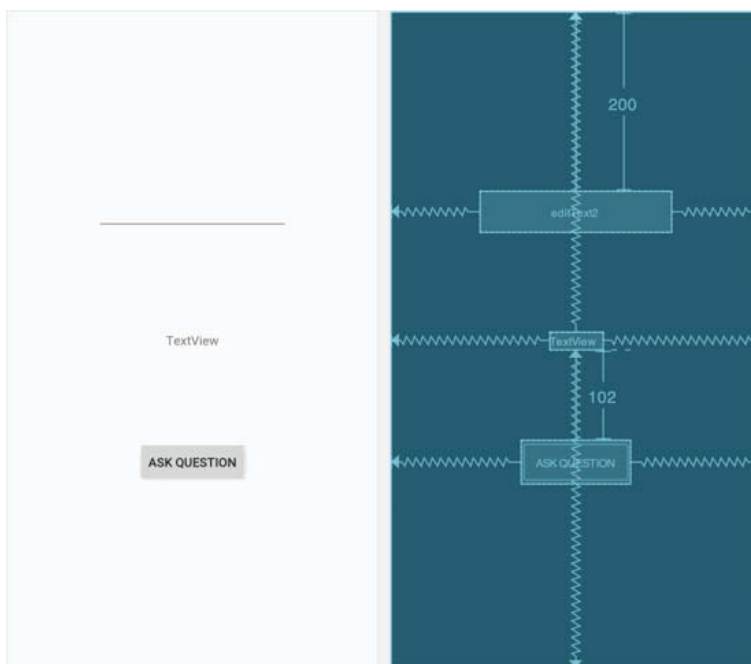 TextView
ASK QUESTION
200
editText2
TextView
102
ASK QUESTION